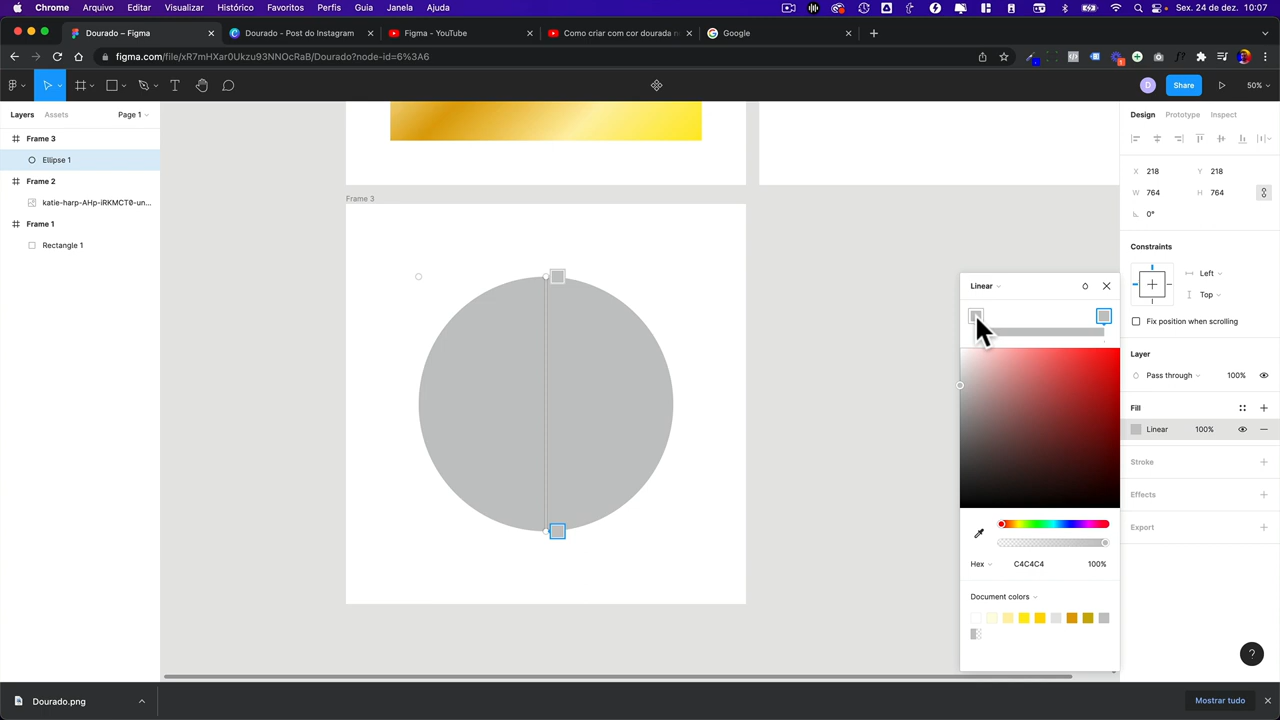 Chrome Arquivo Editar Visualizar Histórico Favoritos Perfis Guia Janela Ajuda
Sex. 24 de dez. 10:07
Dourado – Figma
Dourado - Post do Instagram
Figma - YouTube
Como criar com cor dourada n
Google
figma.com/file/xR7mHXar0Ukzu93NNOcRaB/Dourado?node-id=6%3A6
D
Share
50%
Layers Assets Page 1
Frame 3
Ellipse 1
Frame 2
katie-harp-AHp-iRKMCT0-un...
Frame 1
Rectangle 1
Frame 3
Linear
Hex C4C4C4 100%
Document colors
Design Prototype Inspect
X 218 Y 218
W 764 H 764
0°
Constraints
Left
Top
Fix position when scrolling
Layer
Pass through 100%
Fill
Linear 100%
Stroke
Effects
Export
?
Dourado.png
Mostrar tudo